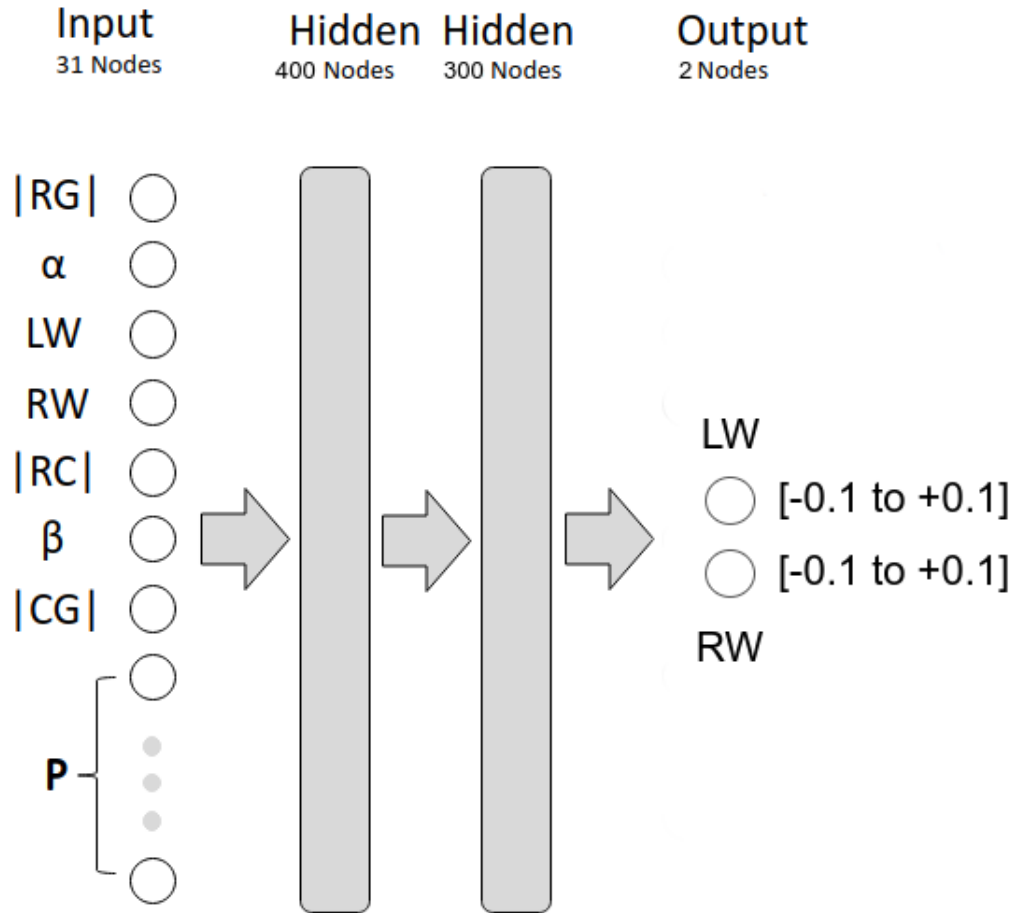 Input
31 Nodes
Hidden
400 Nodes
Hidden
300 Nodes
Output
2 Nodes
|RG|
α
LW
RW
|RC|
β
|CG|
P
LW
[-0.1 to +0.1]
[-0.1 to +0.1]
RW